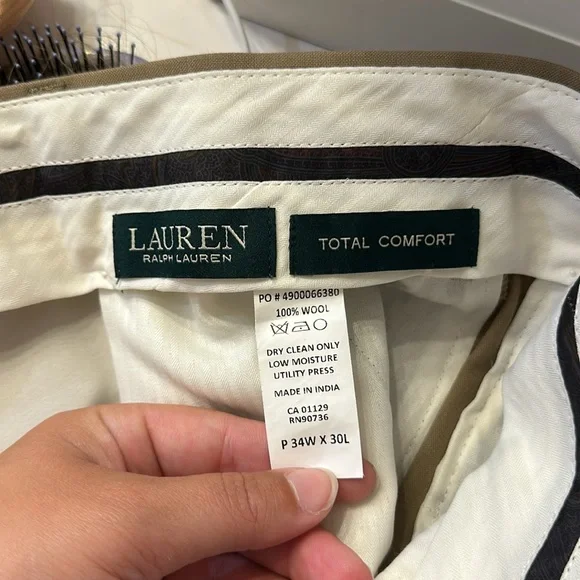 LAUREN
RALPH LAUREN
TOTAL COMFORT
PO # 4900066380
100% WOOL
DRY CLEAN ONLY
LOW MOISTURE
UTILITY PRESS
MADE IN INDIA
CA 01129
RN90736
P 34W X 30L